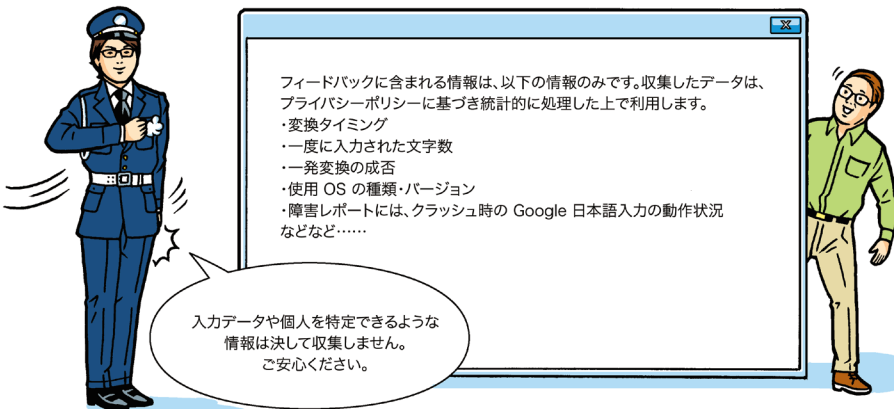 フィードバックに含まれる情報は、以下の情報のみです。収集したデータは、
プライバシーポリシーに基づき統計的に処理した上で利用します。
・変換タイミング
・一度に入力された文字数
・一発変換の成否
・使用 OS の種類・バージョン
・障害レポートには、クラッシュ時の Google 日本語入力の動作状況
などなど……
入力データや個人を特定できるような
情報は決して収集しません。
ご安心ください。